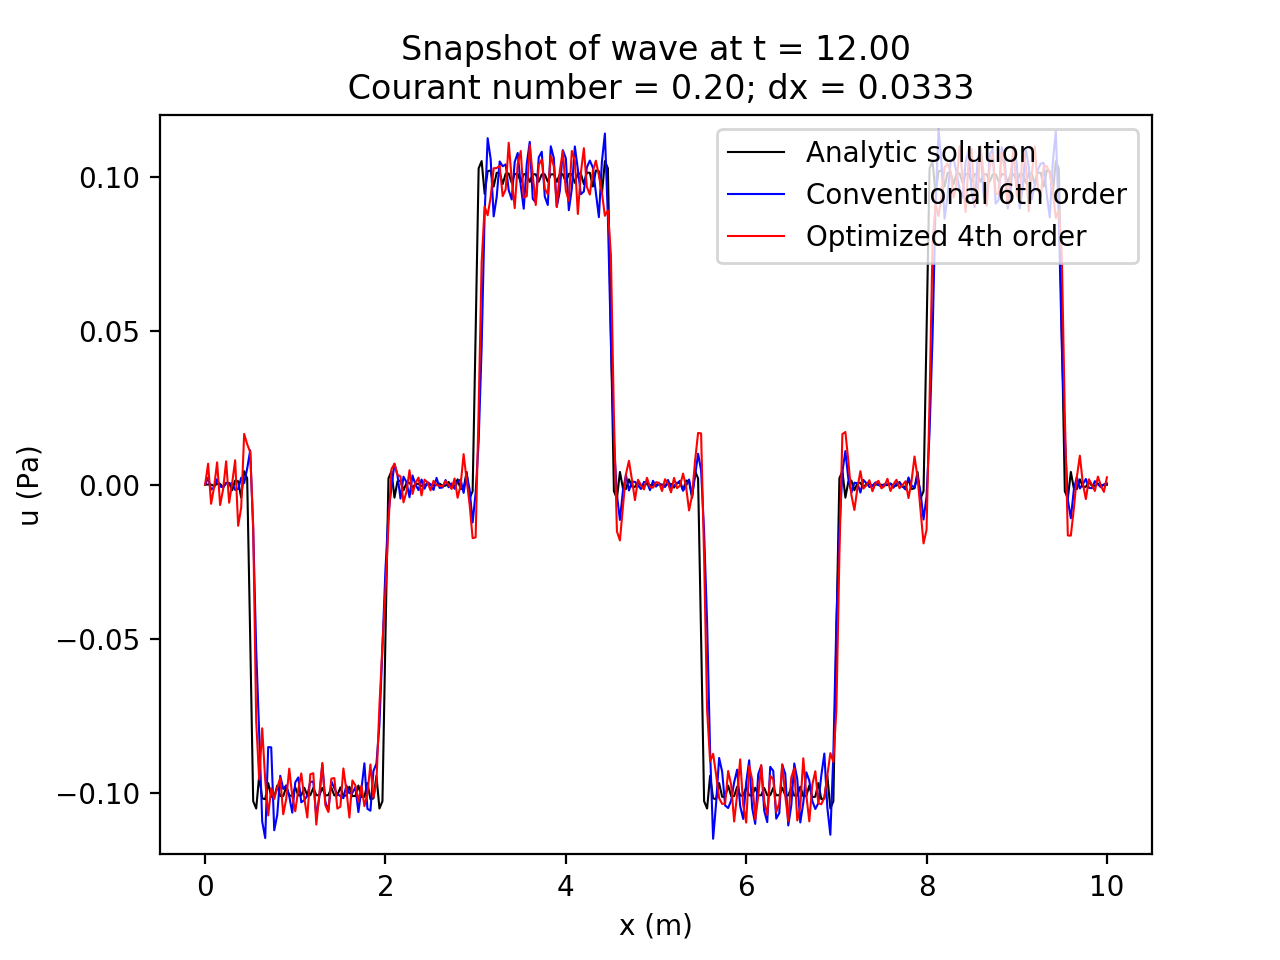 Snapshot of wave at t = 12.00
Courant number = 0.20; dx = 0.0333
Analytic solution
Conventional 6th order
Optimized 4th order
0.10
0.05
0.00
−0.05
−0.10
u (Pa)
0 2 4 6 8 10
x (m)